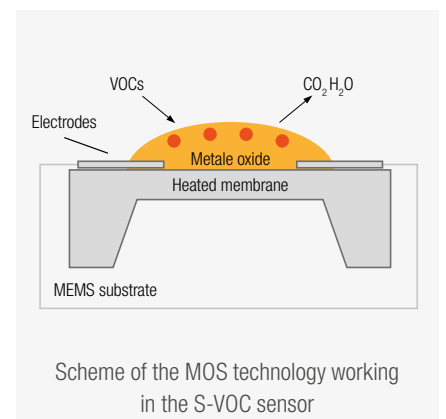 VOCs
CO₂H₂O
Electrodes
Metale oxide
Heated membrane
MEMS substrate
Scheme of the MOS technology working
in the S-VOC sensor